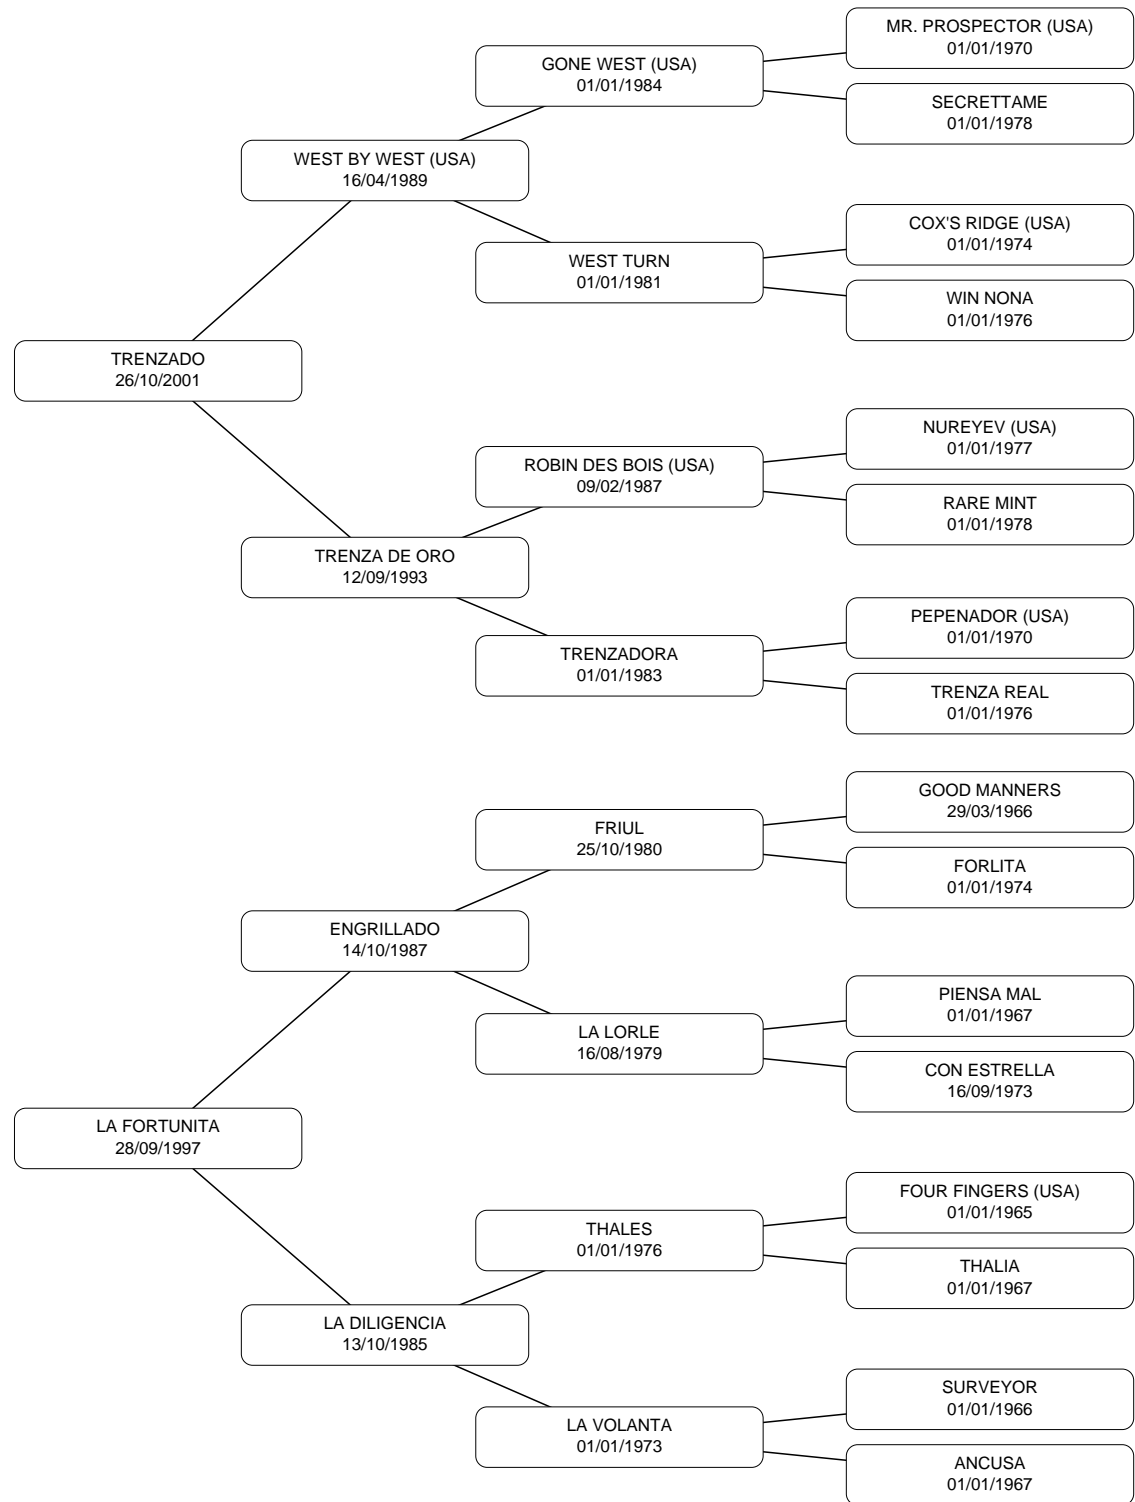 MR. PROSPECTOR (USA)
01/01/1970
GONE WEST (USA)
01/01/1984
SECRETTAME
01/01/1978
WEST BY WEST (USA)
16/04/1989
COX'S RIDGE (USA)
01/01/1974
WEST TURN
01/01/1981
WIN NONA
01/01/1976
TRENZADO
26/10/2001
NUREYEV (USA)
01/01/1977
ROBIN DES BOIS (USA)
09/02/1987
RARE MINT
01/01/1978
TRENZA DE ORO
12/09/1993
PEPENADOR (USA)
01/01/1970
TRENZADORA
01/01/1983
TRENZA REAL
01/01/1976
GOOD MANNERS
29/03/1966
FRIUL
25/10/1980
FORLITA
01/01/1974
ENGRILLADO
14/10/1987
PIENSA MAL
01/01/1967
LA LORLE
16/08/1979
CON ESTRELLA
16/09/1973
LA FORTUNITA
28/09/1997
FOUR FINGERS (USA)
01/01/1965
THALES
01/01/1976
THALIA
01/01/1967
LA DILIGENCIA
13/10/1985
SURVEYOR
01/01/1966
LA VOLANTA
01/01/1973
ANCUSA
01/01/1967